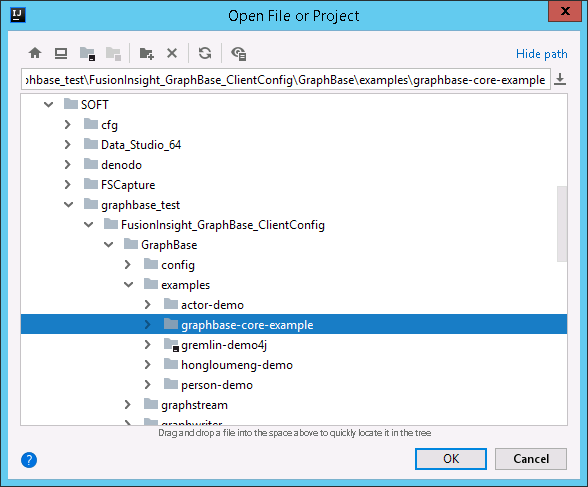 IJ
Open File or Project
Hide path
phbase_test\FusionInsight_GraphBase_ClientConfig\GraphBase\examples\graphbase-core-example
SOFT
cfg
Data_Studio_64
denodo
FSCapture
graphbase_test
FusionInsight_GraphBase_ClientConfig
GraphBase
config
examples
actor-demo
graphbase-core-example
gremlin-demo4j
hongloumeng-demo
person-demo
graphstream
graphwriter
Drag and drop a file into the space above to quickly locate it in the tree
?
OK
Cancel